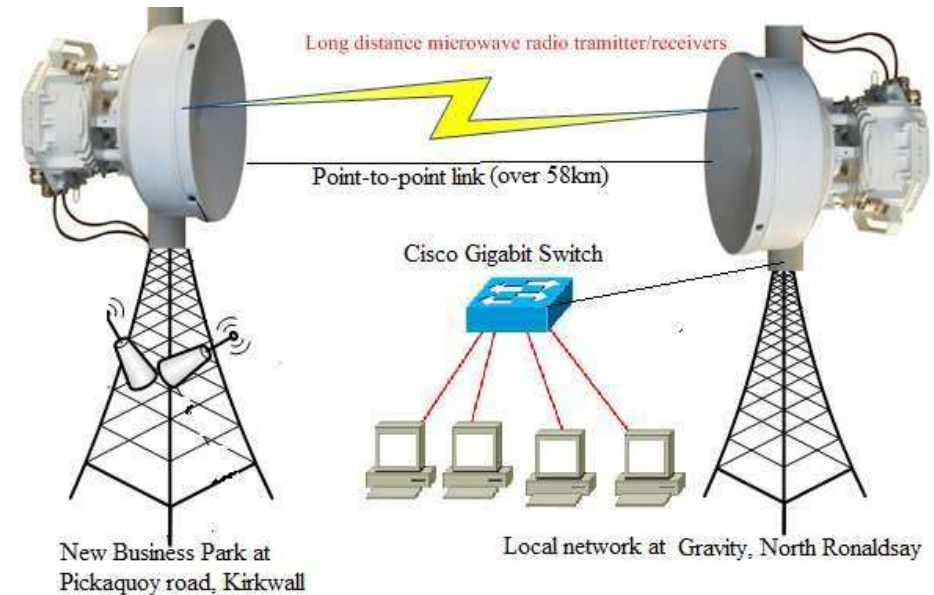 Long distance microwave radio tramitter/receivers
Point-to-point link (over 58km)
Cisco Gigabit Switch
New Business Park at
Pickaquoy road, Kirkwall
Local network at Gravity, North Ronaldsay